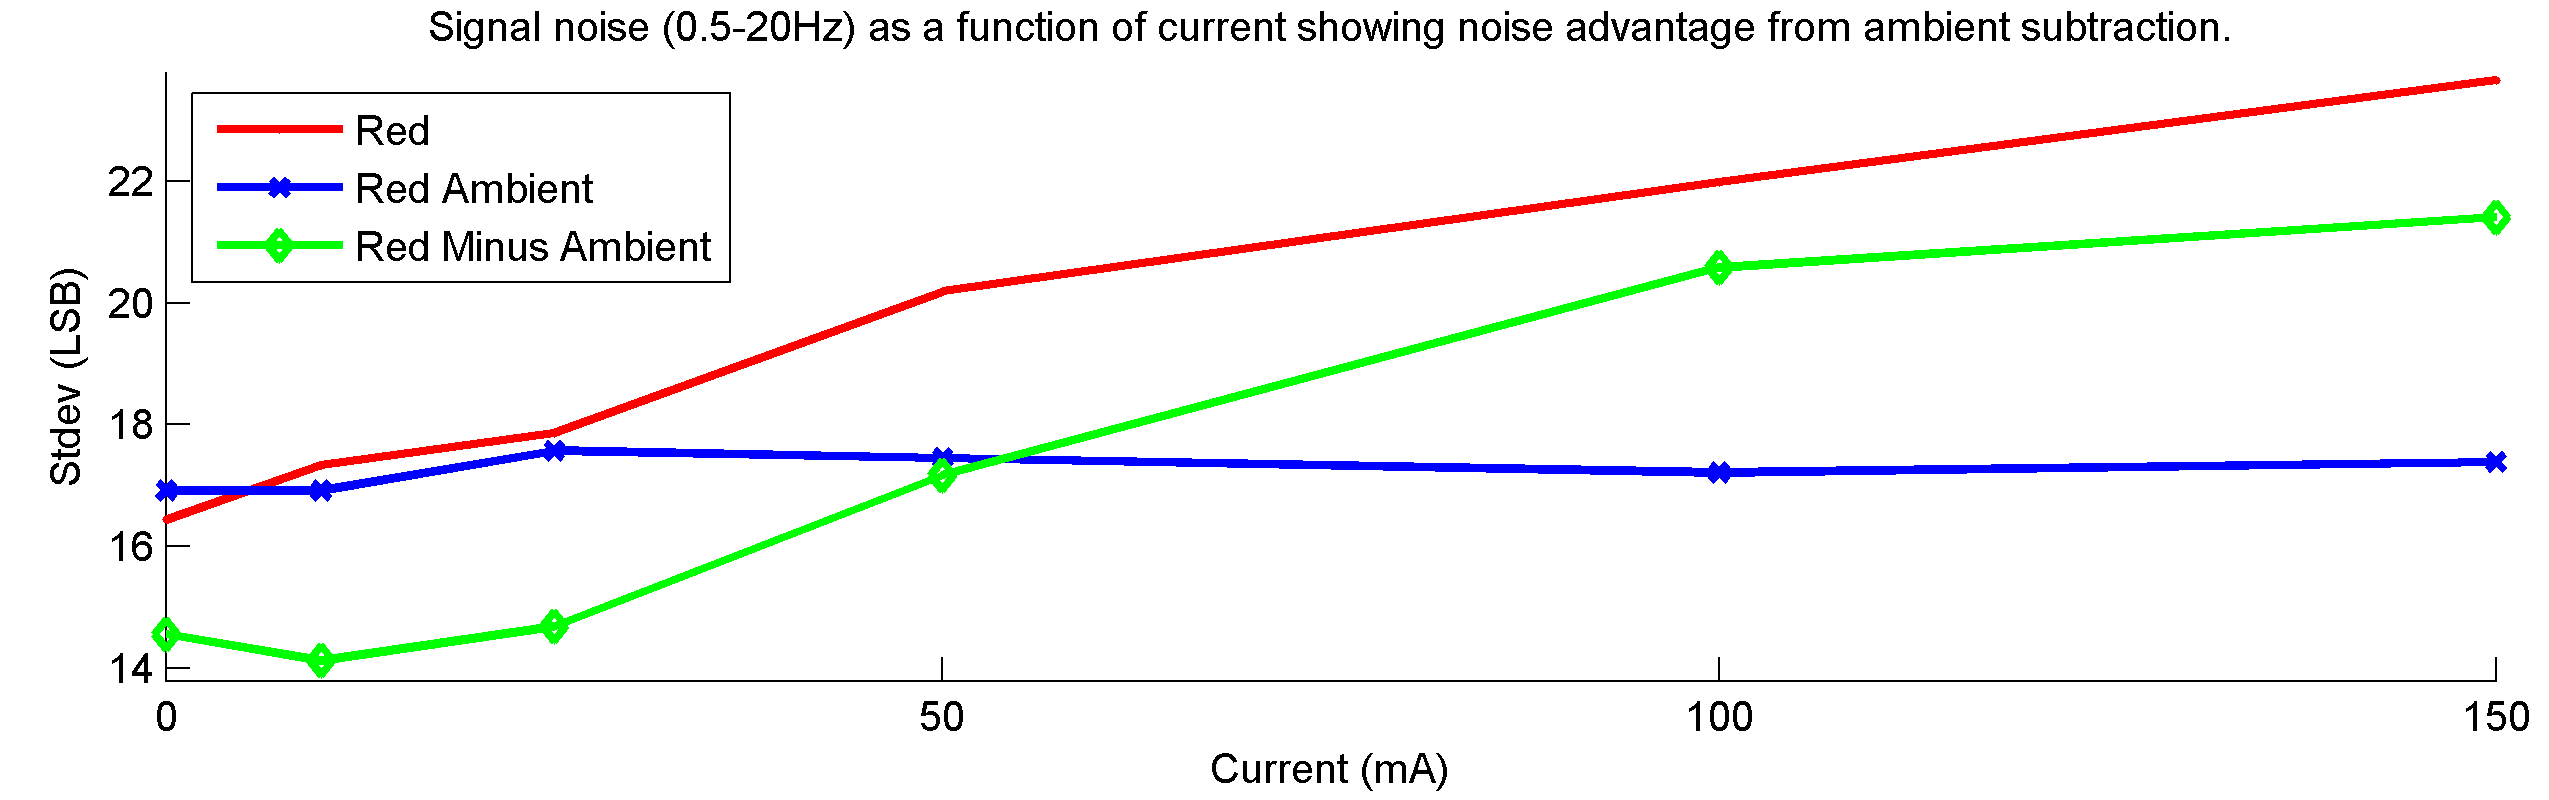 Signal noise (0.5-20Hz) as a function of current showing noise advantage from ambient subtraction.
Red
Red Ambient
Red Minus Ambient
Stdev (LSB)
22
20
18
16
14
0 50 100 150
Current (mA)